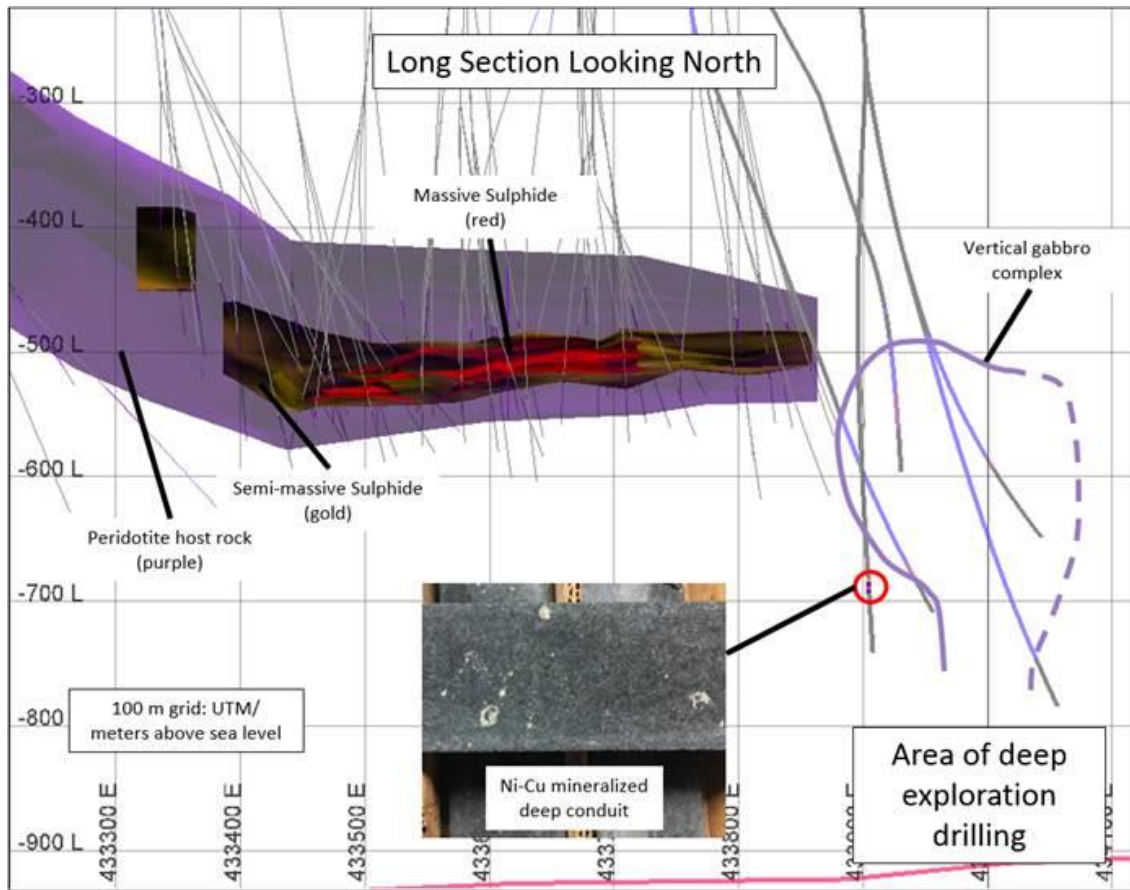 Long Section Looking North
-300 L
Massive Sulphide
(red)
-400 L
Vertical gabbro
complex
-500 L
Semi-massive Sulphide
(gold)
Peridotite host rock
(purple)
-600 L
-700 L
100 m grid: UTM/
meters above sea level
-800
Ni-Cu mineralized
deep conduit
Area of deep
exploration
drilling
433300 E
433400 E
433500 E
433800 E
-900 L